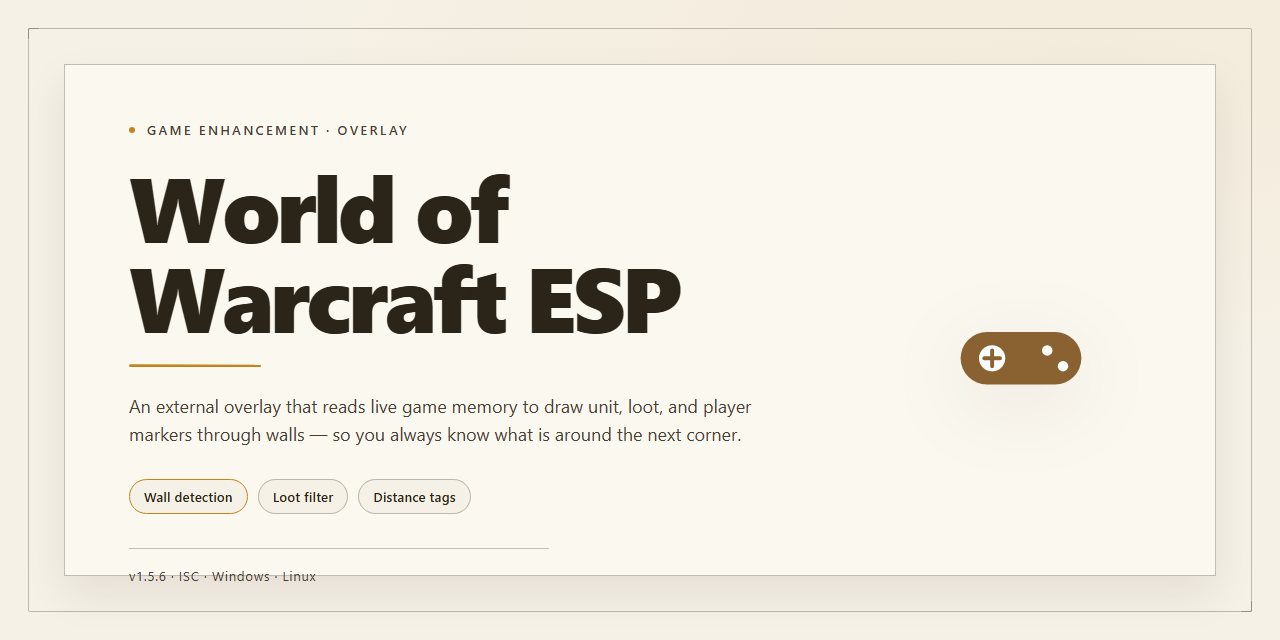 GAME ENHANCEMENT · OVERLAY
World of
Warcraft ESP
An external overlay that reads live game memory to draw unit, loot, and player
markers through walls — so you always know what is around the next corner.
Wall detection
Loot filter
Distance tags
v1.5.6 · ISC · Windows · Linux